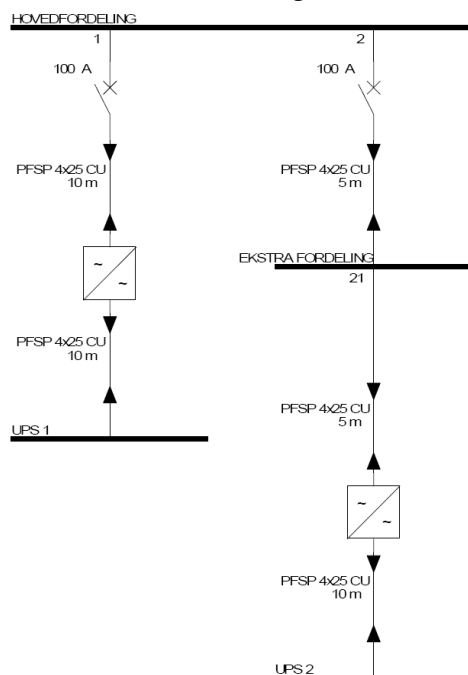 HOVEDFORDELING
1
2
100 A
100 A
PFSP 4x25 CU
10 m
PFSP 4x25 CU
5 m
~
~
EKSTRA FORDELING
21
PFSP 4x25 CU
10 m
PFSP 4x25 CU
5 m
UPS 1
~
~
PFSP 4x25 CU
10 m
UPS 2